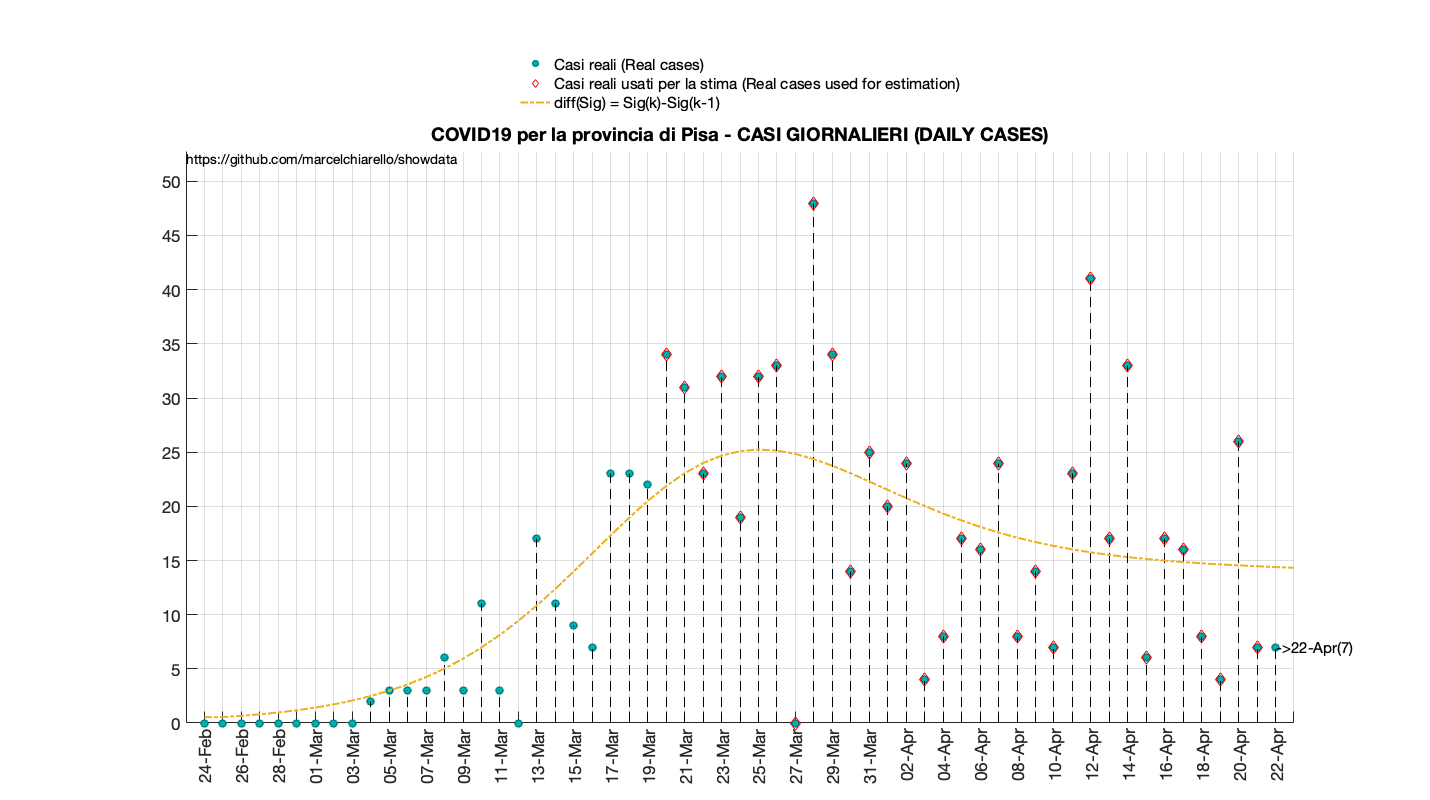 Casi reali (Real cases)
Casi reali usati per la stima (Real cases used for estimation)
diff(Sig) = Sig(k)-Sig(k-1)
COVID19 per la provincia di Pisa - CASI GIORNALIERI (DAILY CASES)
https://github.com/marcelchiarello/showdata
50
45
40
35
30
25
20
15
10
5
0
->22-Apr(7)
24-Feb
26-Feb
28-Feb
01-Mar
03-Mar
05-Mar
07-Mar
09-Mar
11-Mar
13-Mar
15-Mar
17-Mar
19-Mar
21-Mar
23-Mar
25-Mar
27-Mar
29-Mar
31-Mar
02-Apr
04-Apr
06-Apr
08-Apr
10-Apr
12-Apr
14-Apr
16-Apr
18-Apr
20-Apr
22-Apr